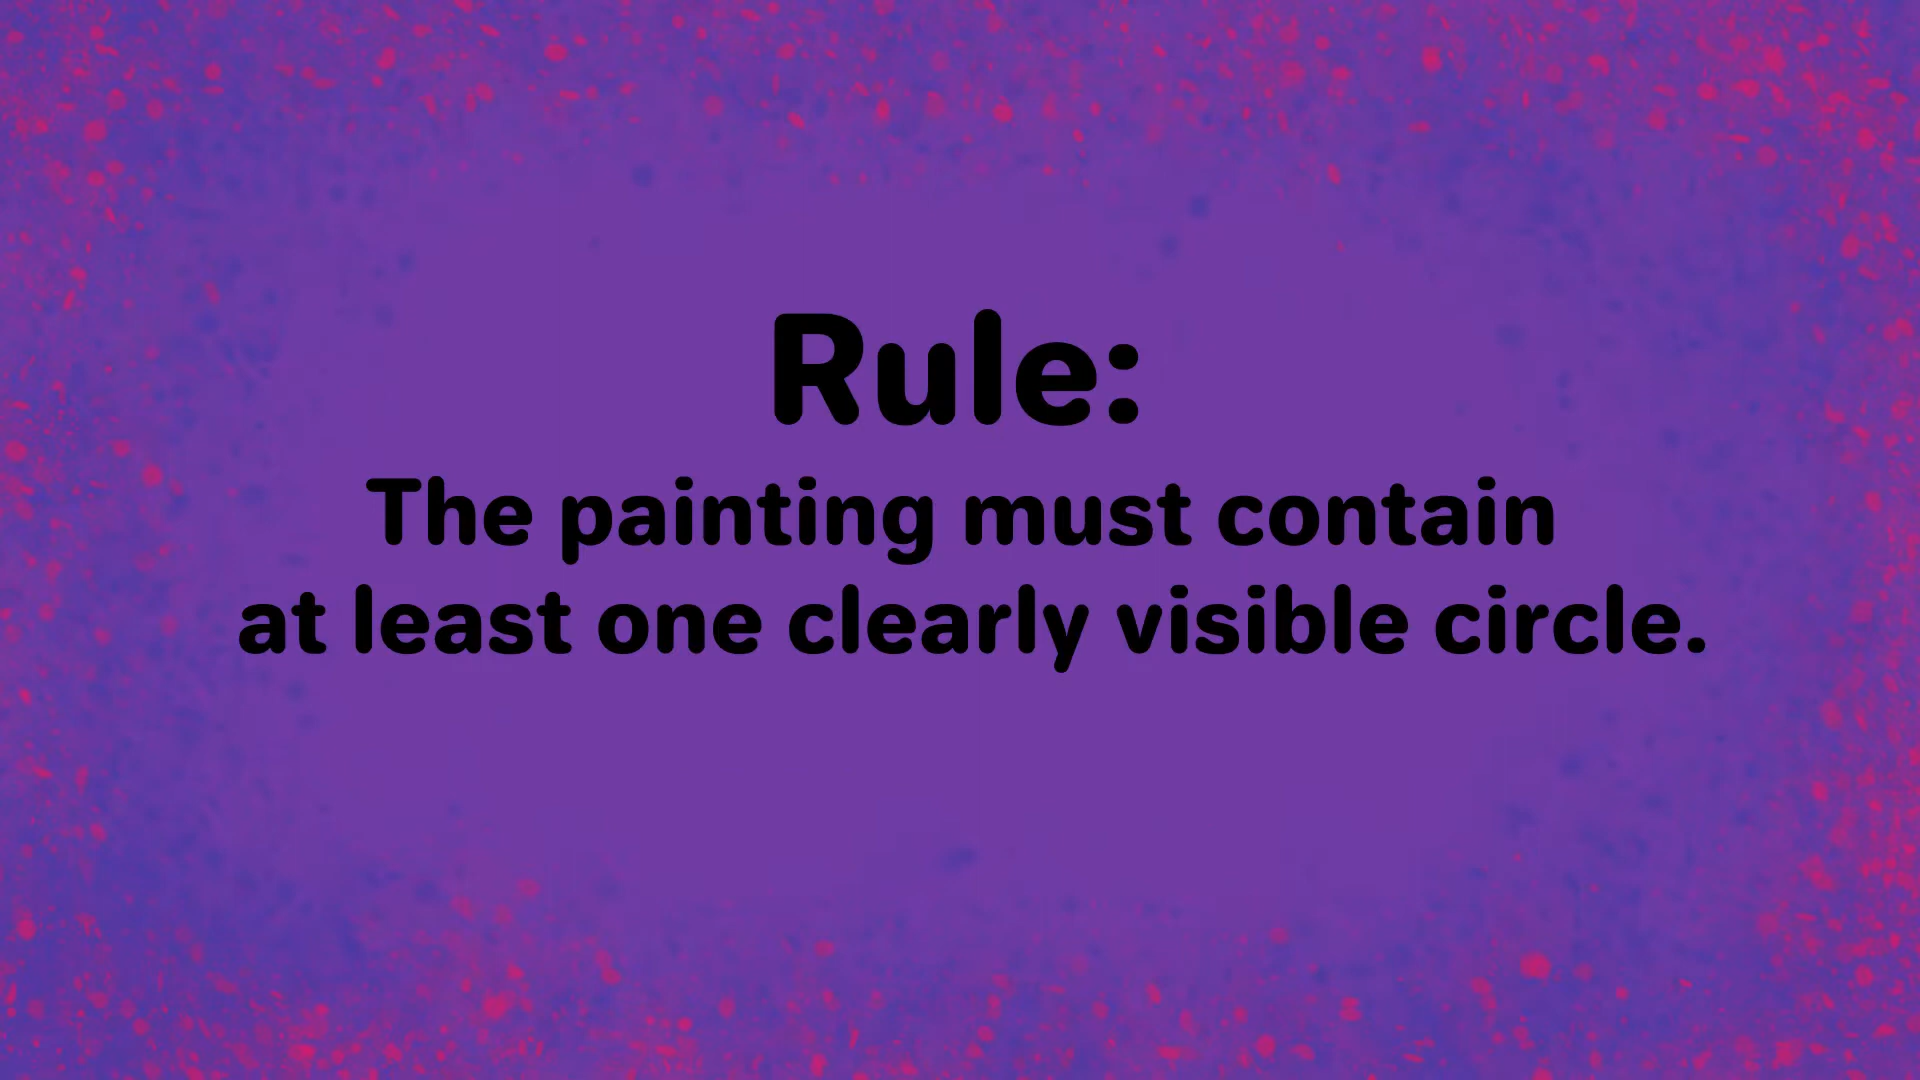 Rule:
The painting must contain
at least one clearly visible circle.